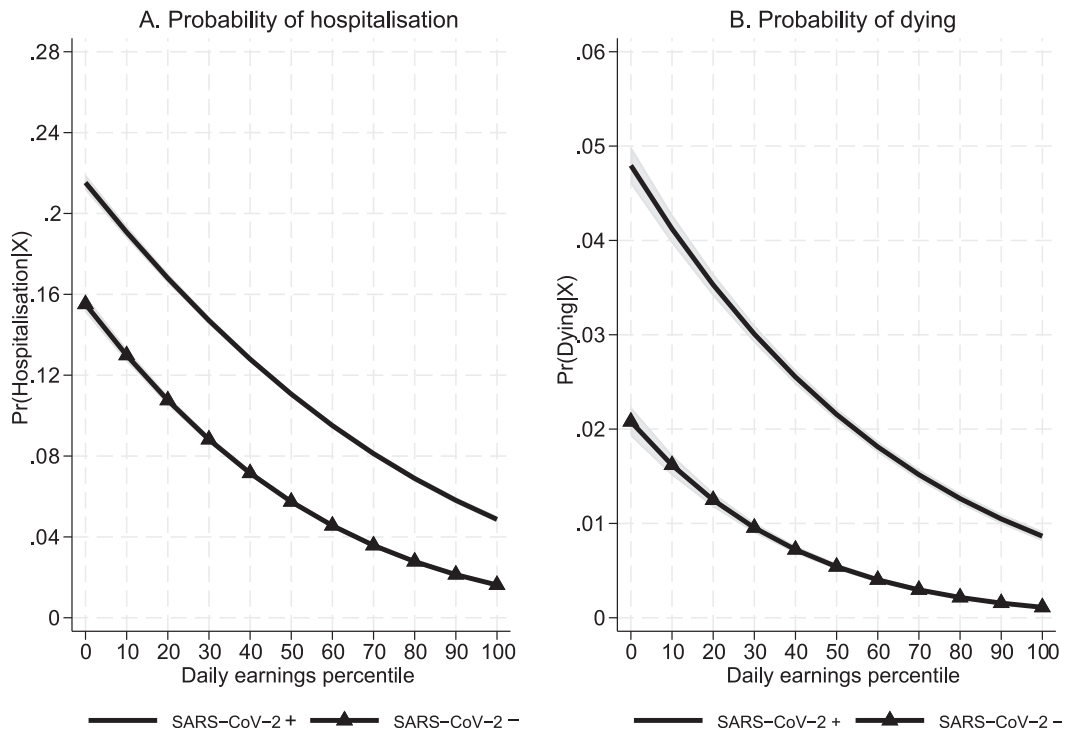 A. Probability of hospitalisation
Pr(Hospitalisation|X)
.28
.24
.2
.16
.12
.08
.04
0
0 10 20 30 40 50 60 70 80 90 100
Daily earnings percentile
SARS−CoV−2 + SARS−CoV−2 −
B. Probability of dying
Pr(Dying|X)
.06
.05
.04
.03
.02
.01
0
0 10 20 30 40 50 60 70 80 90 100
Daily earnings percentile
SARS−CoV−2 + SARS−CoV−2 −